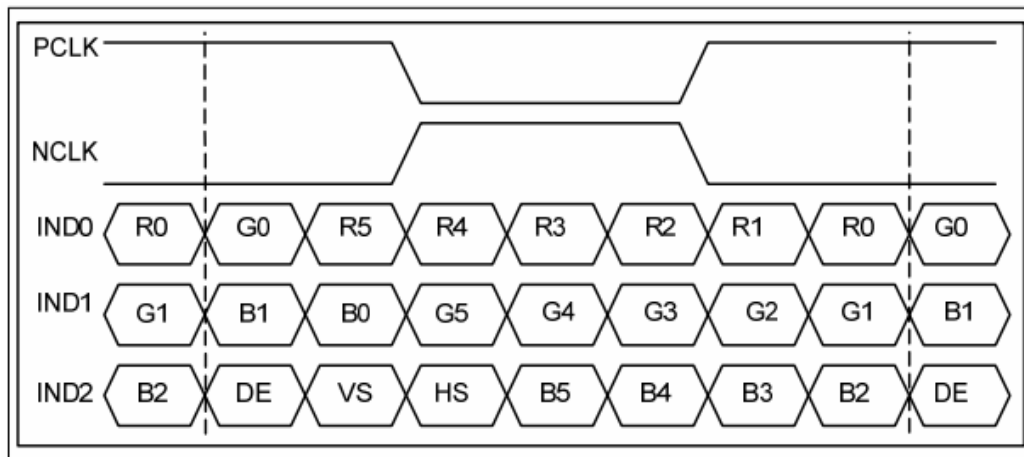 PCLK
NCLK
IND0 R0 G0 R5 R4 R3 R2 R1 R0 G0
IND1 G1 B1 B0 G5 G4 G3 G2 G1 B1
IND2 B2 DE VS HS B5 B4 B3 B2 DE